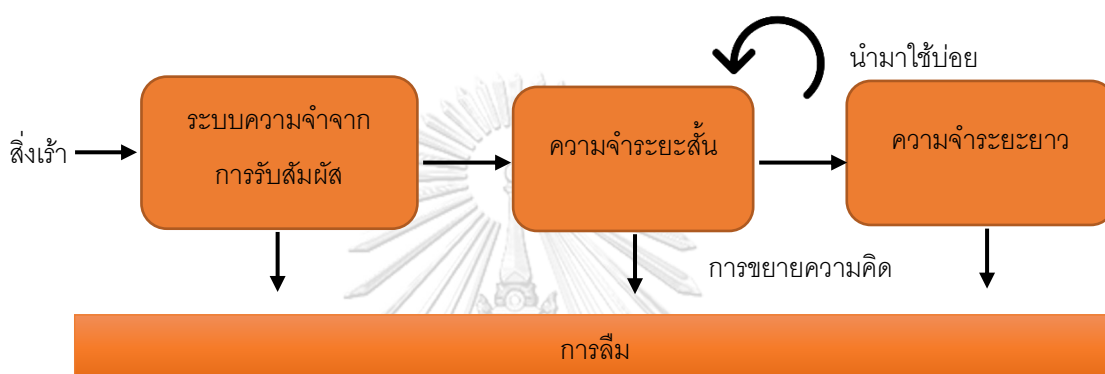 นำมาใช้บ่อย
สิ่งเร้า
ระบบความจำจาก
การรับสัมผัส
ความจำระยะสั้น
ความจำระยะยาว
การขยายความคิด
การลืม